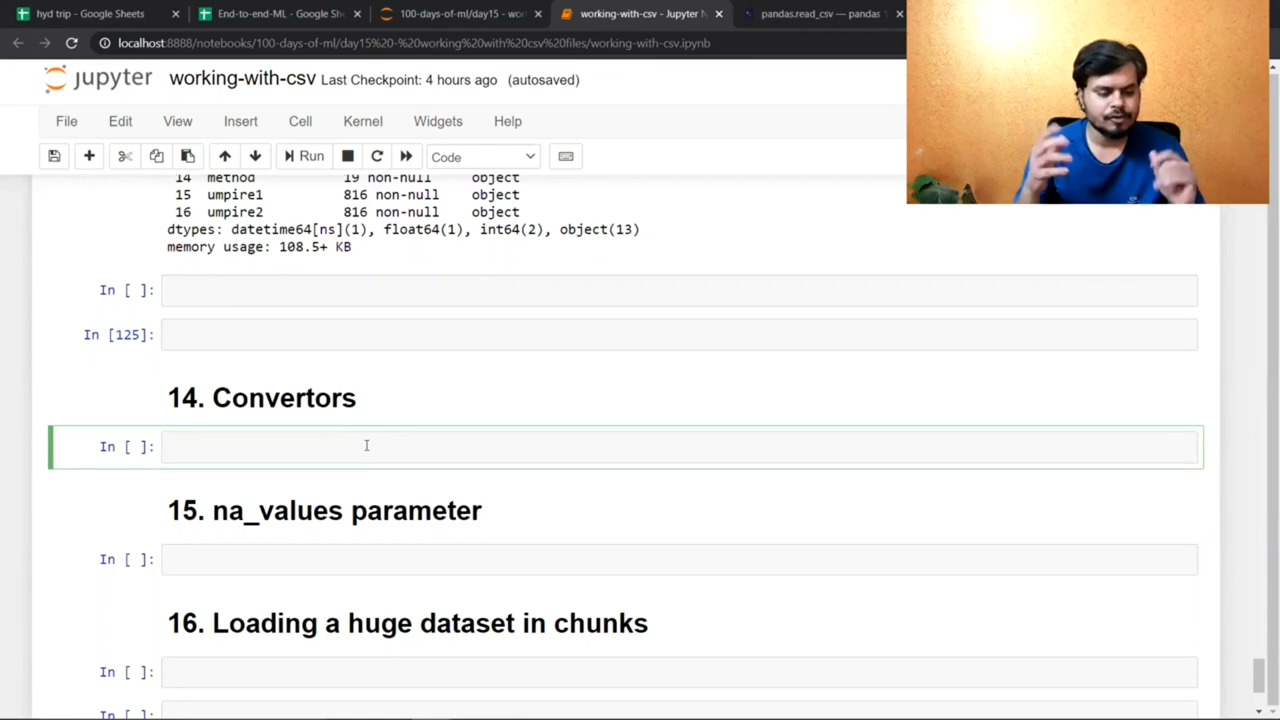 hyd trip - Google Sheets
End-to-end-ML - Google Sh
100-days-of-ml/day15 - wor
working-with-csv - Jupyter N
pandas.read_csv — pandas 1
localhost:8888/notebooks/100-days-of-ml/day15%20-%20working%20with%20csv%20files/working-with-csv.ipynb
jupyter working-with-csv Last Checkpoint: 4 hours ago (autosaved)
File Edit View Insert Cell Kernel Widgets Help
Run Code
14 method 19 non-null object
15 umpire1 816 non-null object
16 umpire2 816 non-null object
dtypes: datetime64[ns](1), float64(1), int64(2), object(13)
memory usage: 108.5+ KB
In [ ]:
In [125]:
14. Convertors
In [ ]:
15. na_values parameter
In [ ]:
16. Loading a huge dataset in chunks
In [ ]:
In [ ]: